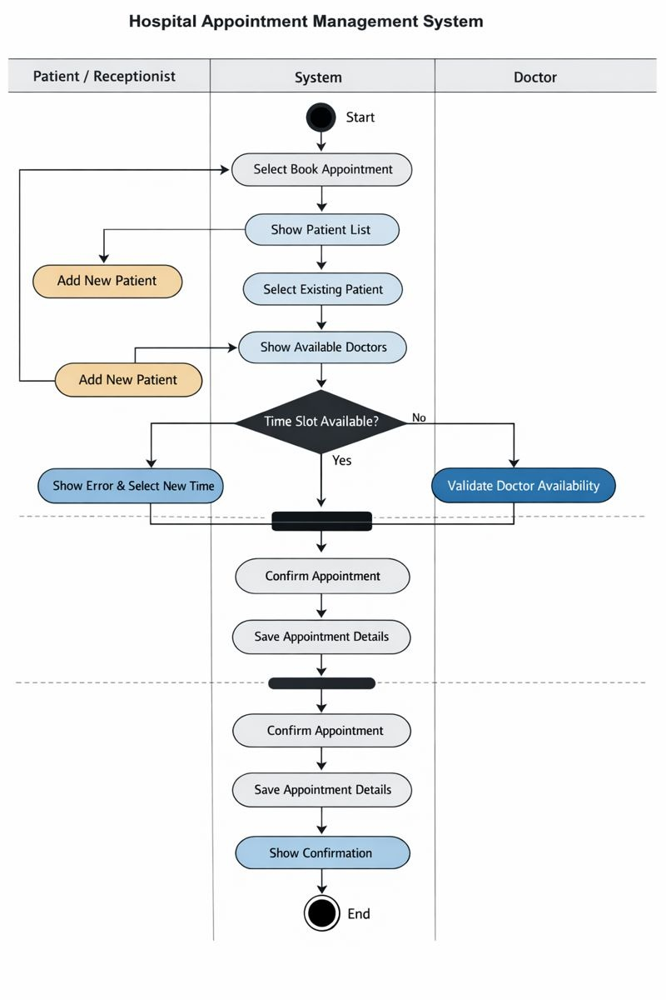 Hospital Appointment Management System
Patient / Receptionist
System
Doctor
Start
Select Book Appointment
Show Patient List
Add New Patient
Select Existing Patient
Show Available Doctors
Add New Patient
Time Slot Available?
No
Yes
Show Error & Select New Time
Validate Doctor Availability
Confirm Appointment
Save Appointment Details
Confirm Appointment
Save Appointment Details
Show Confirmation
End